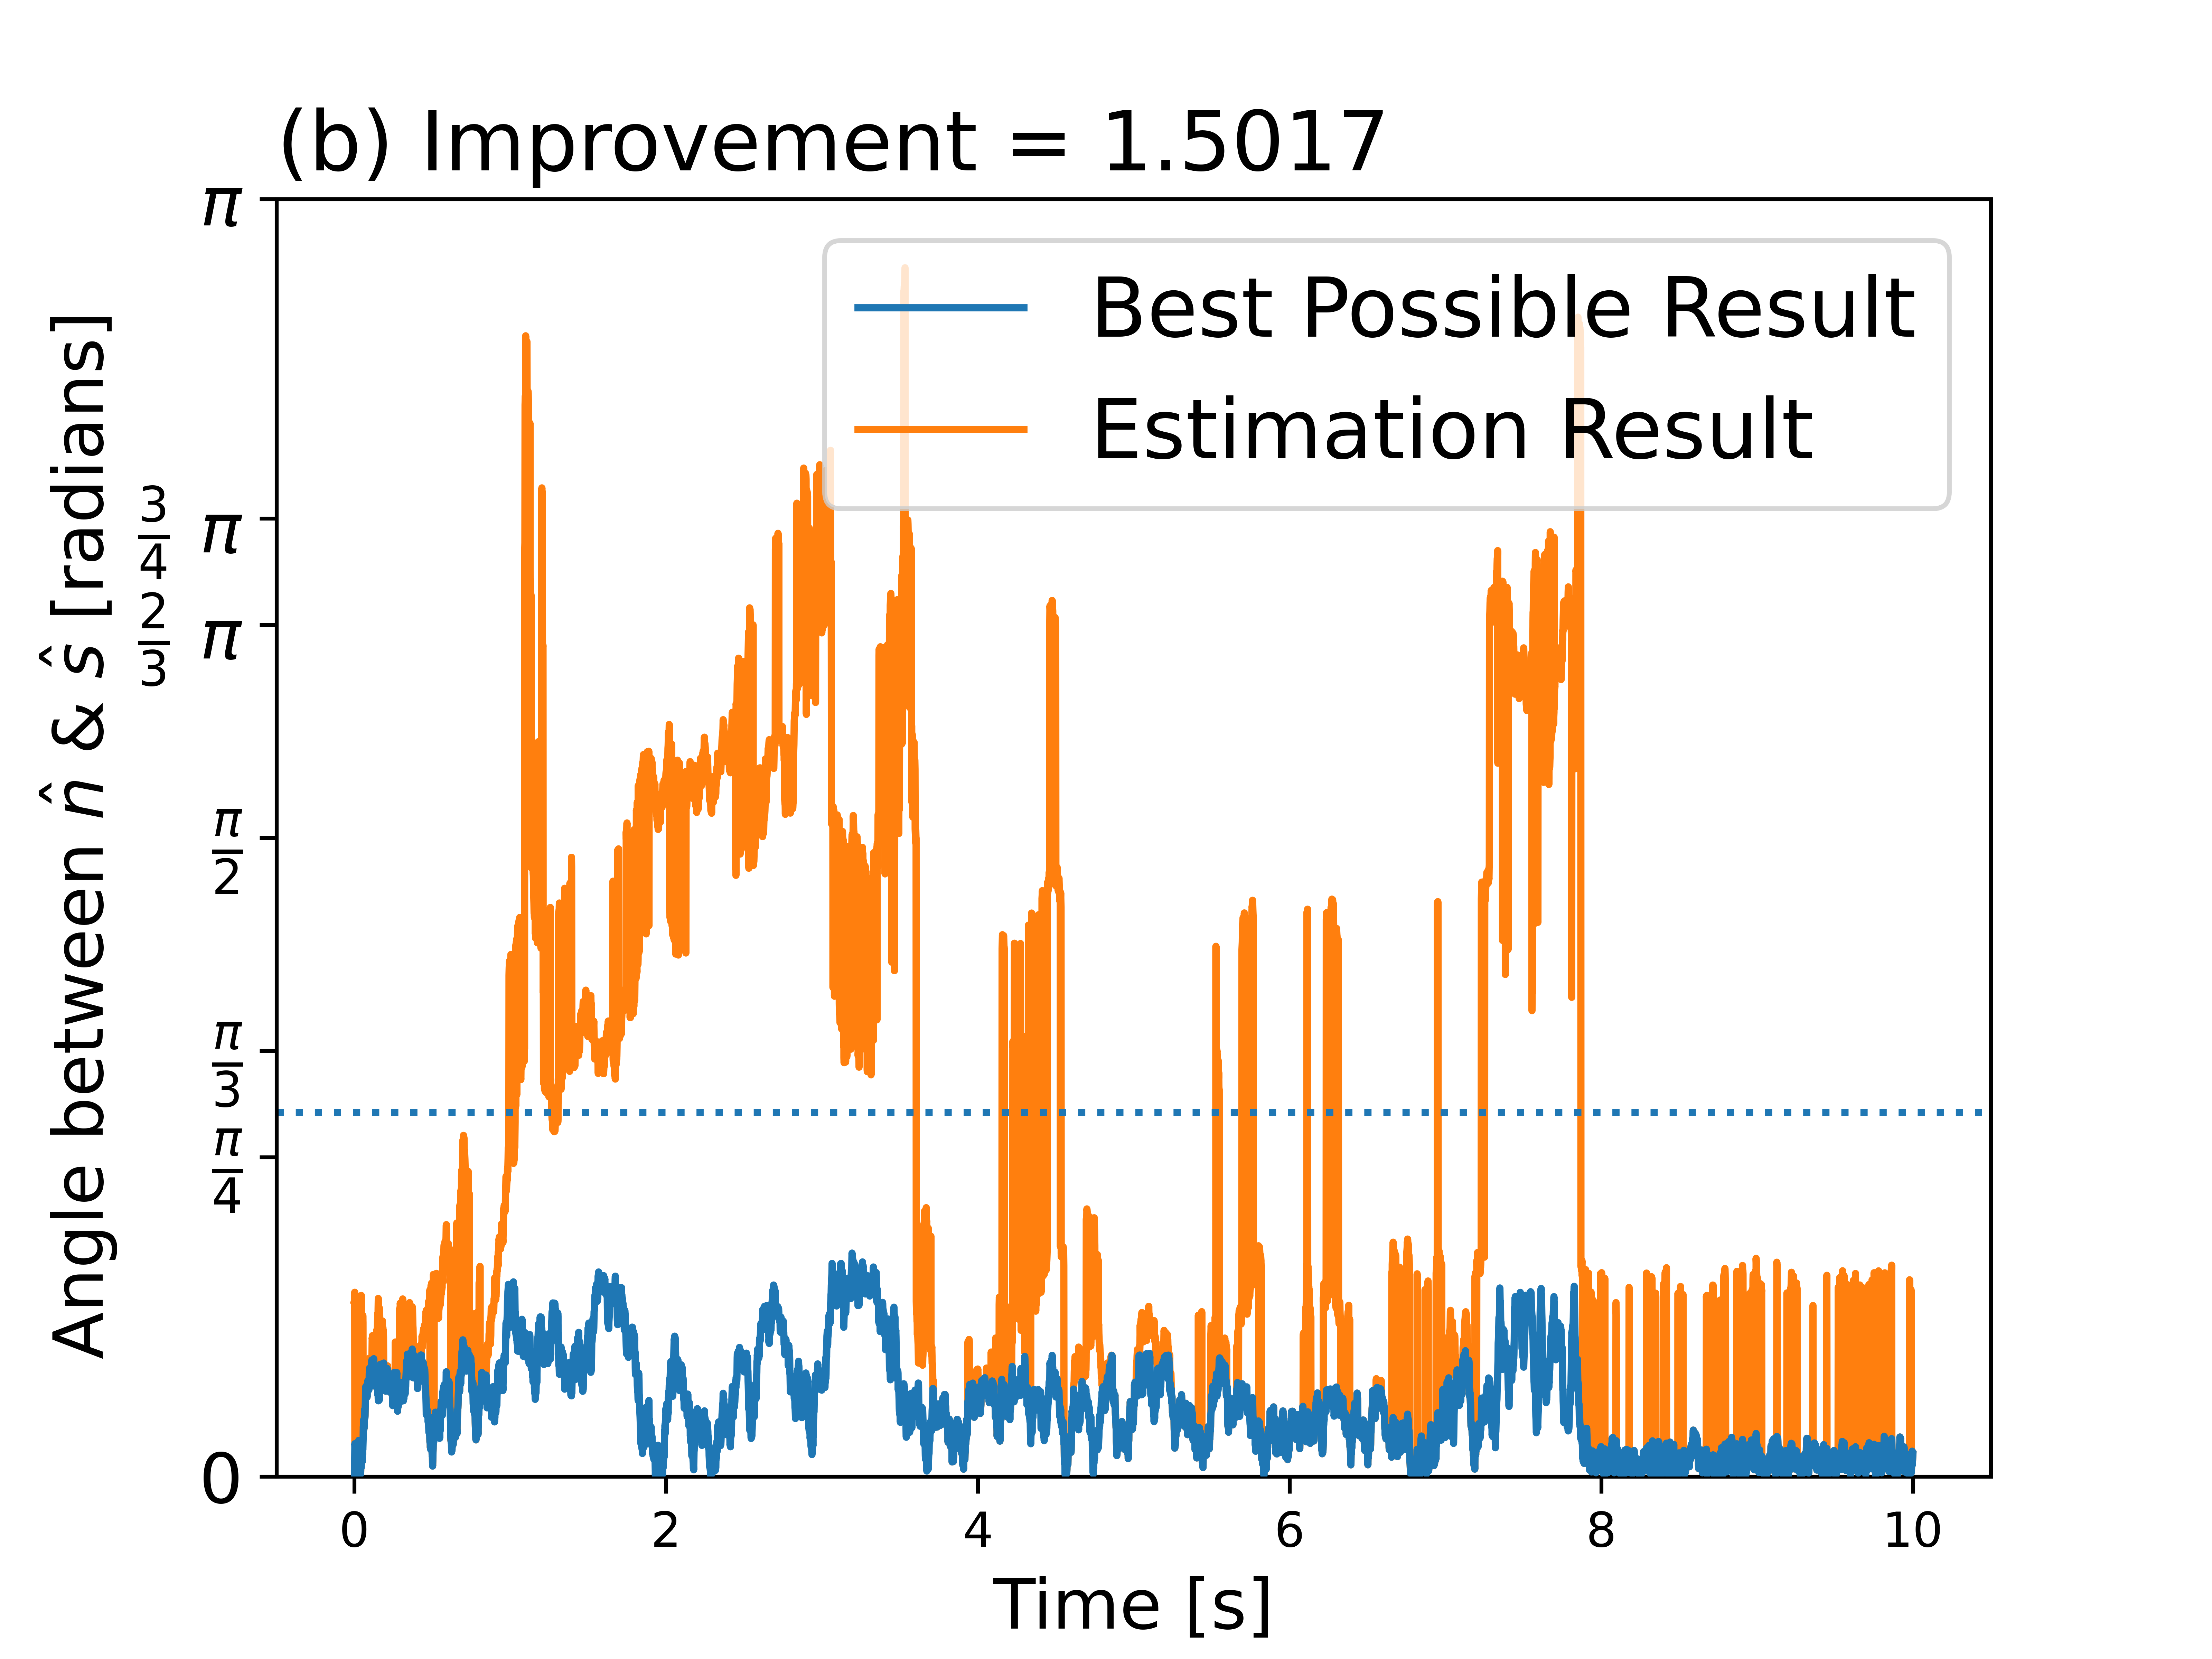 (b) Improvement = 1.5017
Angle between n̂ & ŝ [radians]
π
3/4 π
2/3 π
π/2
π/3
π/4
0
Best Possible Result
Estimation Result
0 2 4 6 8 10
Time [s]